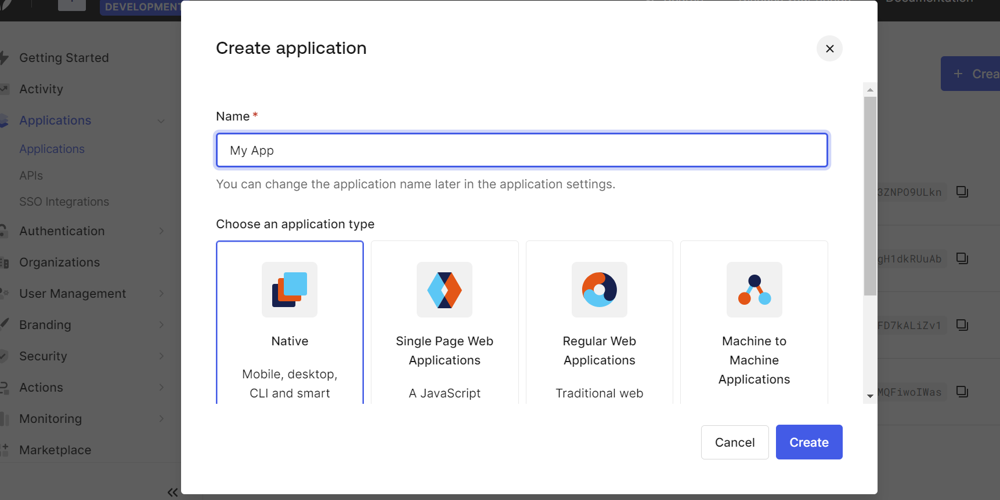 DEVELOPMENT
Documentation
Getting Started
Activity
Applications
Applications
APIs
SSO Integrations
Authentication
Organizations
User Management
Branding
Security
Actions
Monitoring
Marketplace
Create application
Name *
My App
You can change the application name later in the application settings.
Choose an application type
Native
Mobile, desktop,
CLI and smart
Single Page Web
Applications
A JavaScript
Regular Web
Applications
Traditional web
Machine to
Machine
Applications
Cancel
Create
+ Crea
3ZNPO9ULkn
gH1dkRUuAb
FD7kALiZv1
MQFiwoIWas